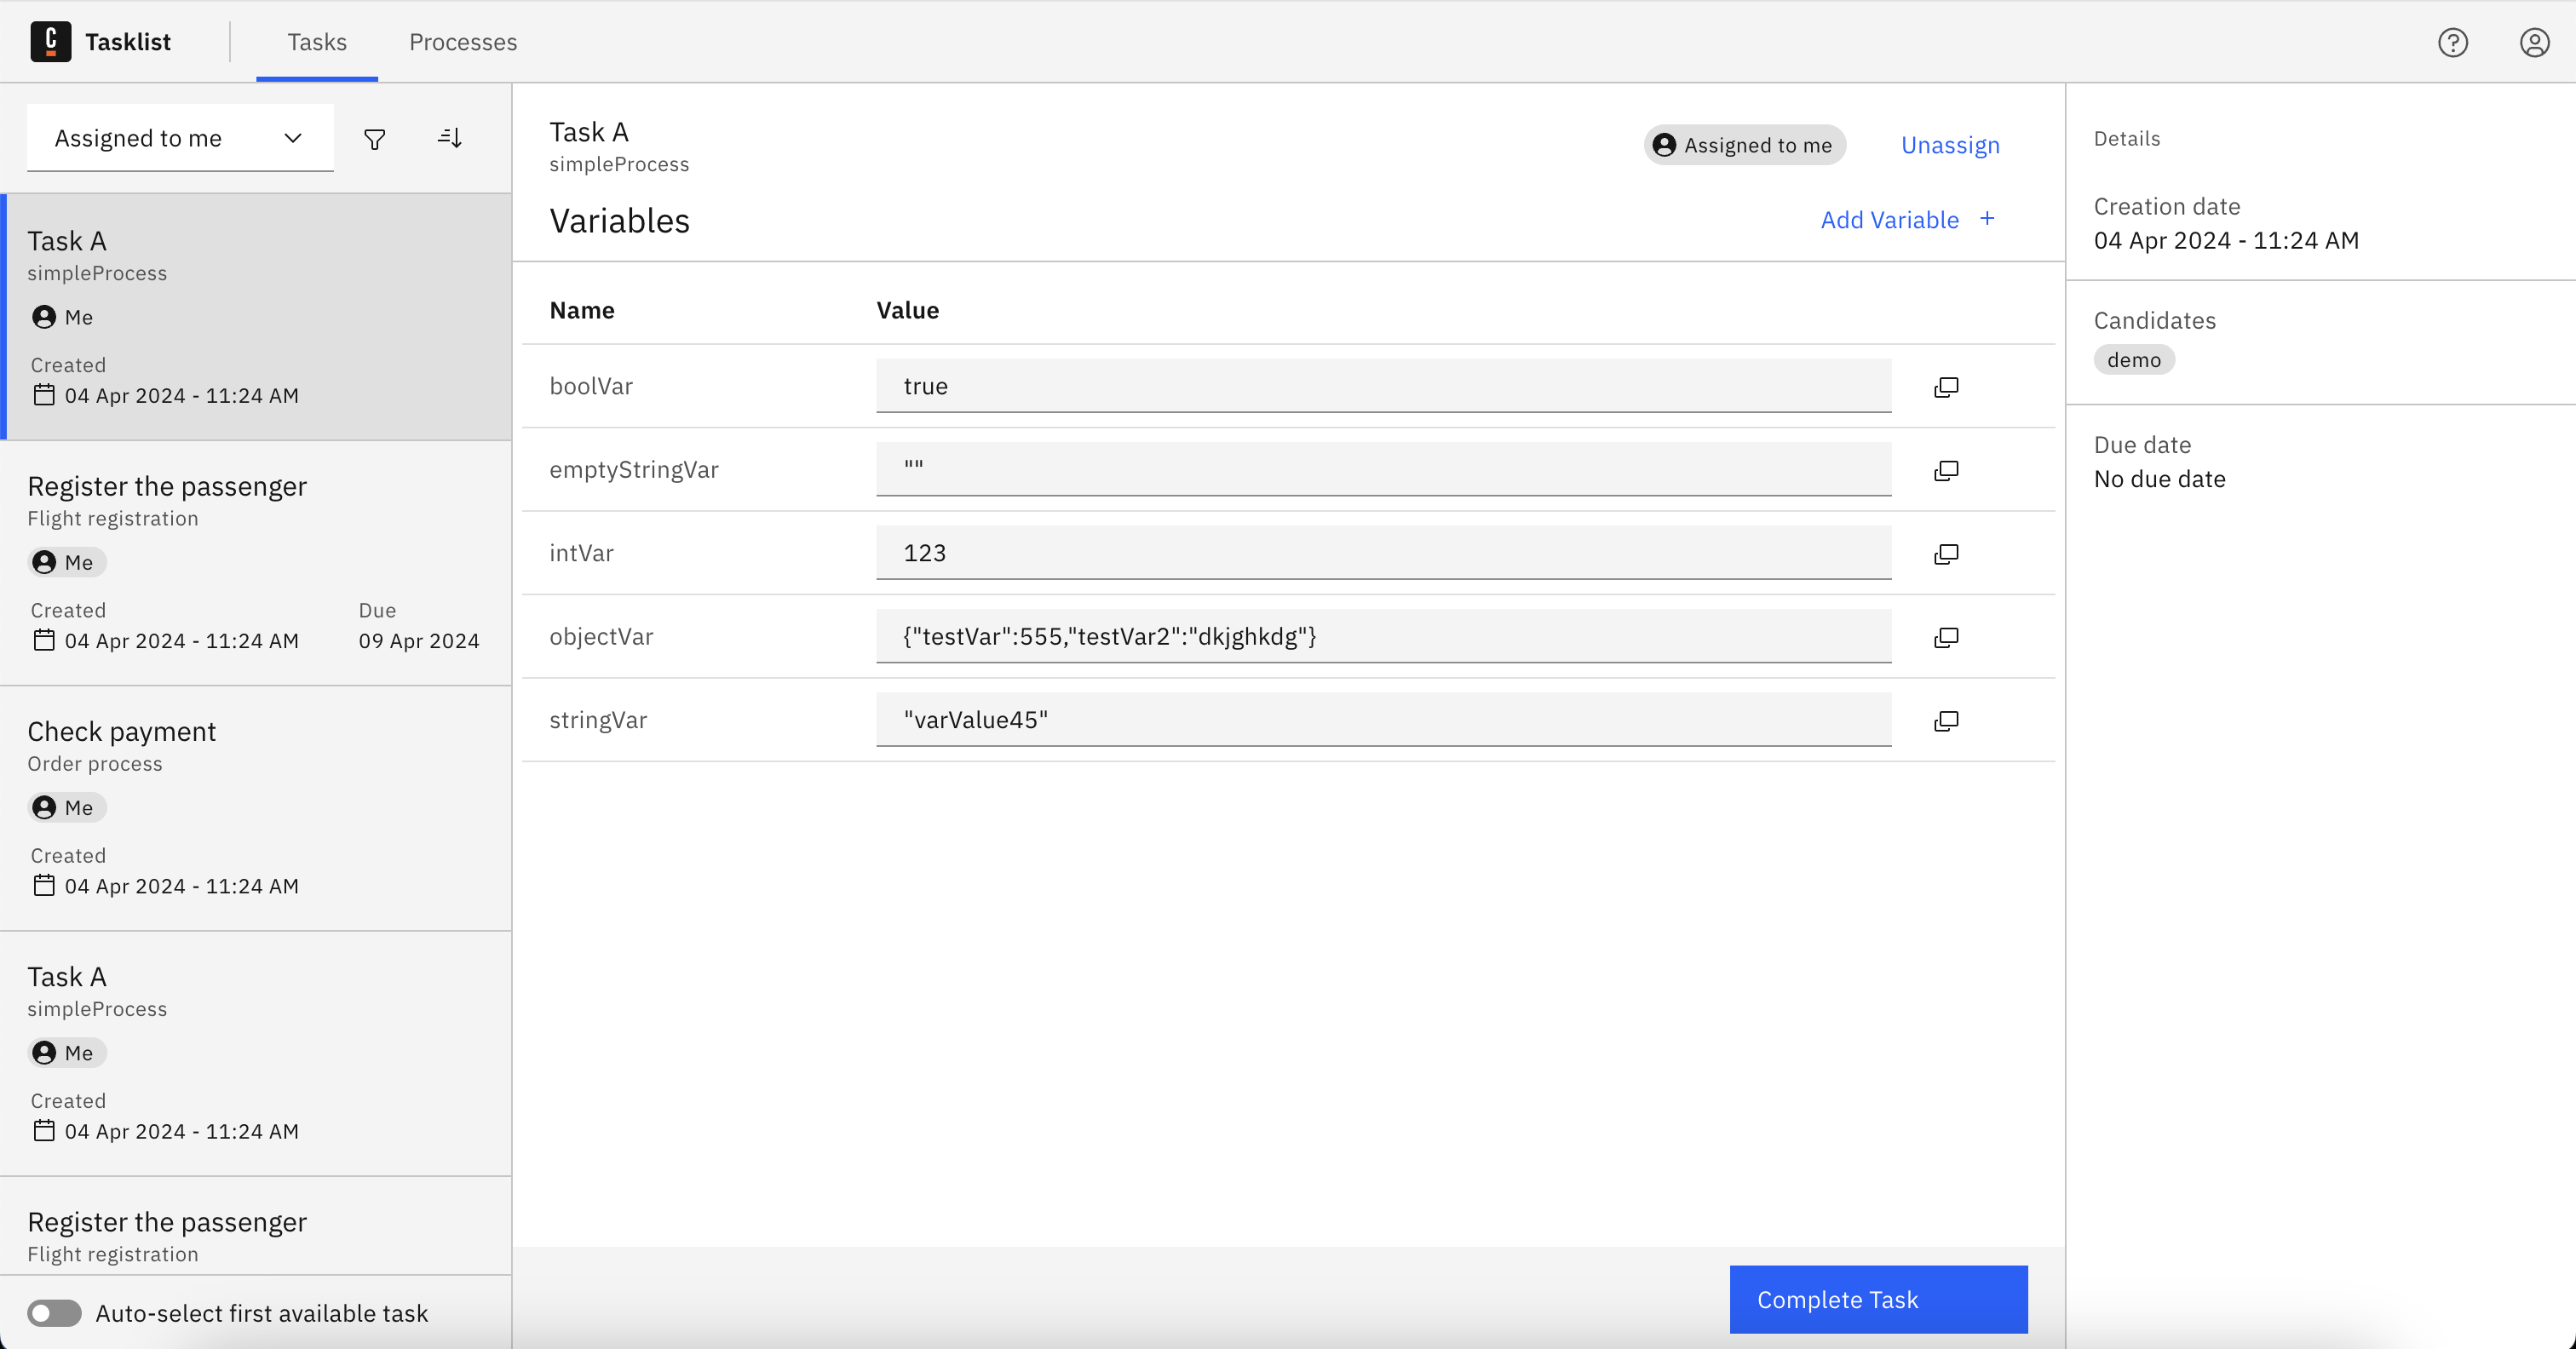 Tasklist
Tasks
Processes
Assigned to me
Task A
simpleProcess
Me
Created
04 Apr 2024 - 11:24 AM
Register the passenger
Flight registration
Me
Created Due
04 Apr 2024 - 11:24 AM 09 Apr 2024
Check payment
Order process
Me
Created
04 Apr 2024 - 11:24 AM
Task A
simpleProcess
Me
Created
04 Apr 2024 - 11:24 AM
Register the passenger
Flight registration
Auto-select first available task
Task A
simpleProcess
Assigned to me
Unassign
Variables
Add Variable +
Name Value
boolVar true
emptyStringVar ""
intVar 123
objectVar {"testVar":555,"testVar2":"dkjghkdg"}
stringVar "varValue45"
Complete Task
Details
Creation date
04 Apr 2024 - 11:24 AM
Candidates
demo
Due date
No due date